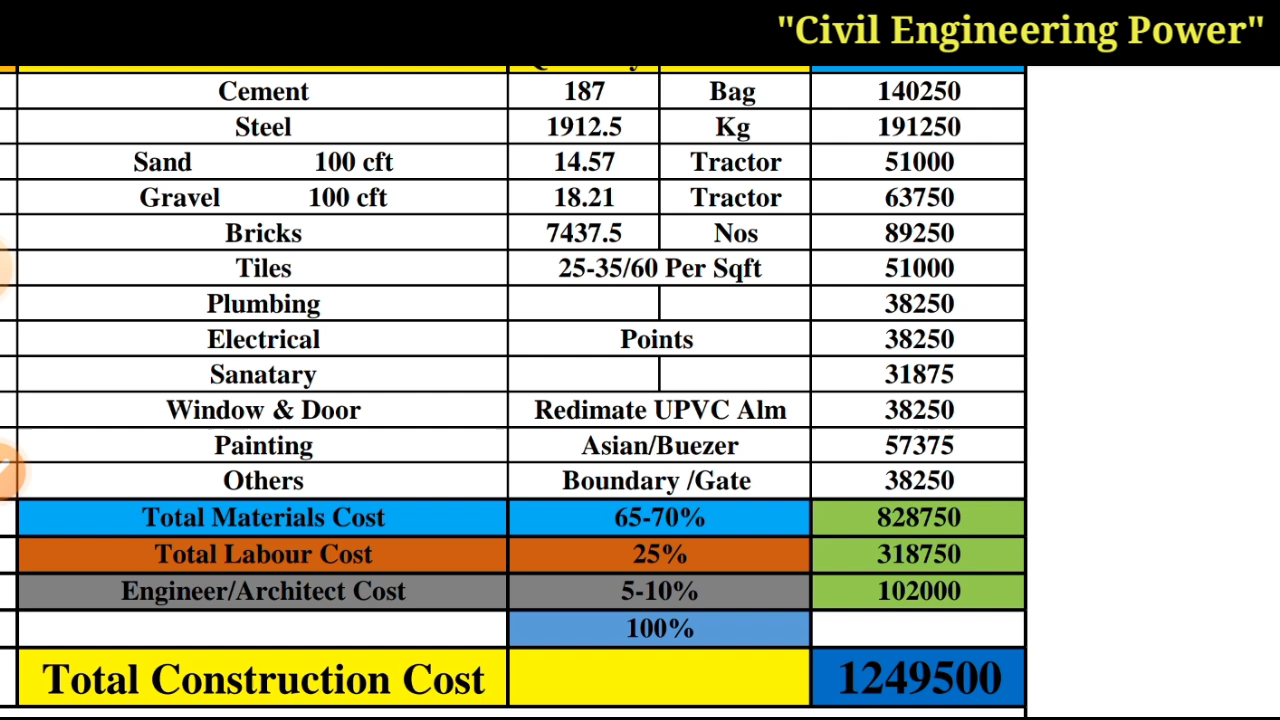 "Civil Engineering Power"
Cement 187 Bag 140250
Steel 1912.5 Kg 191250
Sand 100 cft 14.57 Tractor 51000
Gravel 100 cft 18.21 Tractor 63750
Bricks 7437.5 Nos 89250
Tiles 25-35/60 Per Sqft 51000
Plumbing 38250
Electrical Points 38250
Sanatary 31875
Window & Door Redimate UPVC Alm 38250
Painting Asian/Buezer 57375
Others Boundary /Gate 38250
Total Materials Cost 65-70% 828750
Total Labour Cost 25% 318750
Engineer/Architect Cost 5-10% 102000
100%
Total Construction Cost 1249500